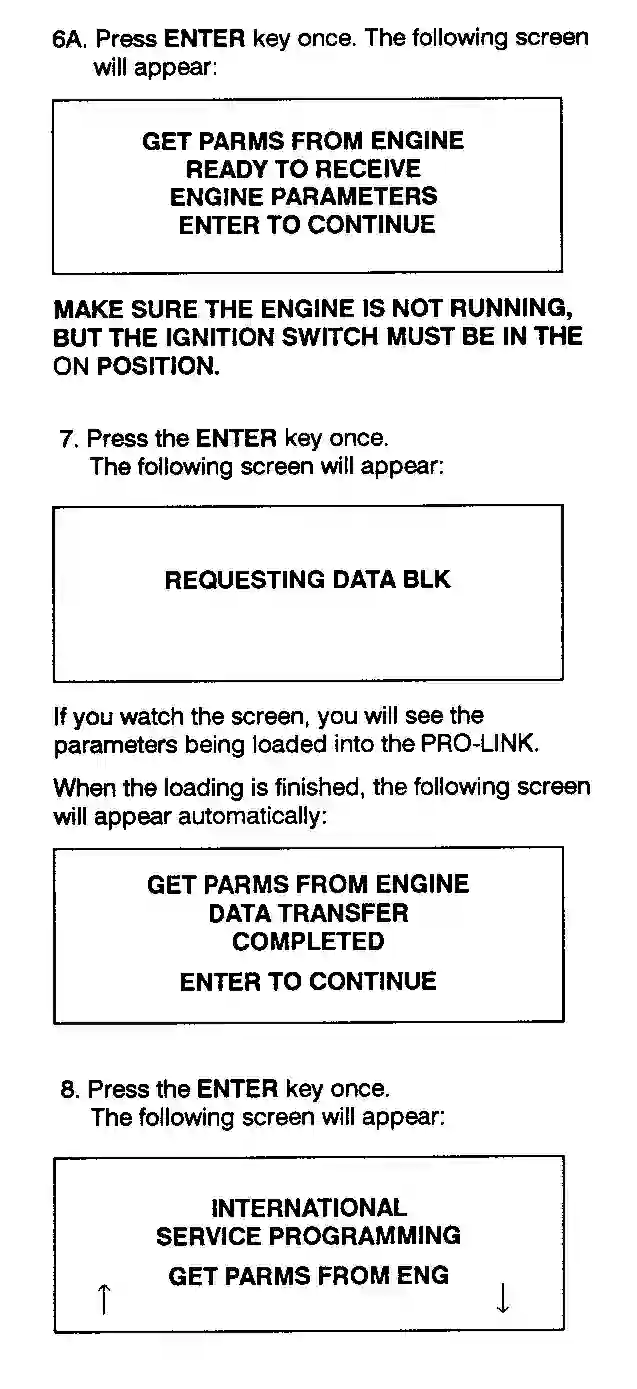 6A. Press ENTER key once. The following screen
will appear:
GET PARMS FROM ENGINE
READY TO RECEIVE
ENGINE PARAMETERS
ENTER TO CONTINUE
MAKE SURE THE ENGINE IS NOT RUNNING,
BUT THE IGNITION SWITCH MUST BE IN THE
ON POSITION.
7. Press the ENTER key once.
The following screen will appear:
REQUESTING DATA BLK
If you watch the screen, you will see the
parameters being loaded into the PRO-LINK.
When the loading is finished, the following screen
will appear automatically:
GET PARMS FROM ENGINE
DATA TRANSFER
COMPLETED
ENTER TO CONTINUE
8. Press the ENTER key once.
The following screen will appear:
INTERNATIONAL
SERVICE PROGRAMMING
GET PARMS FROM ENG
↑ ↓